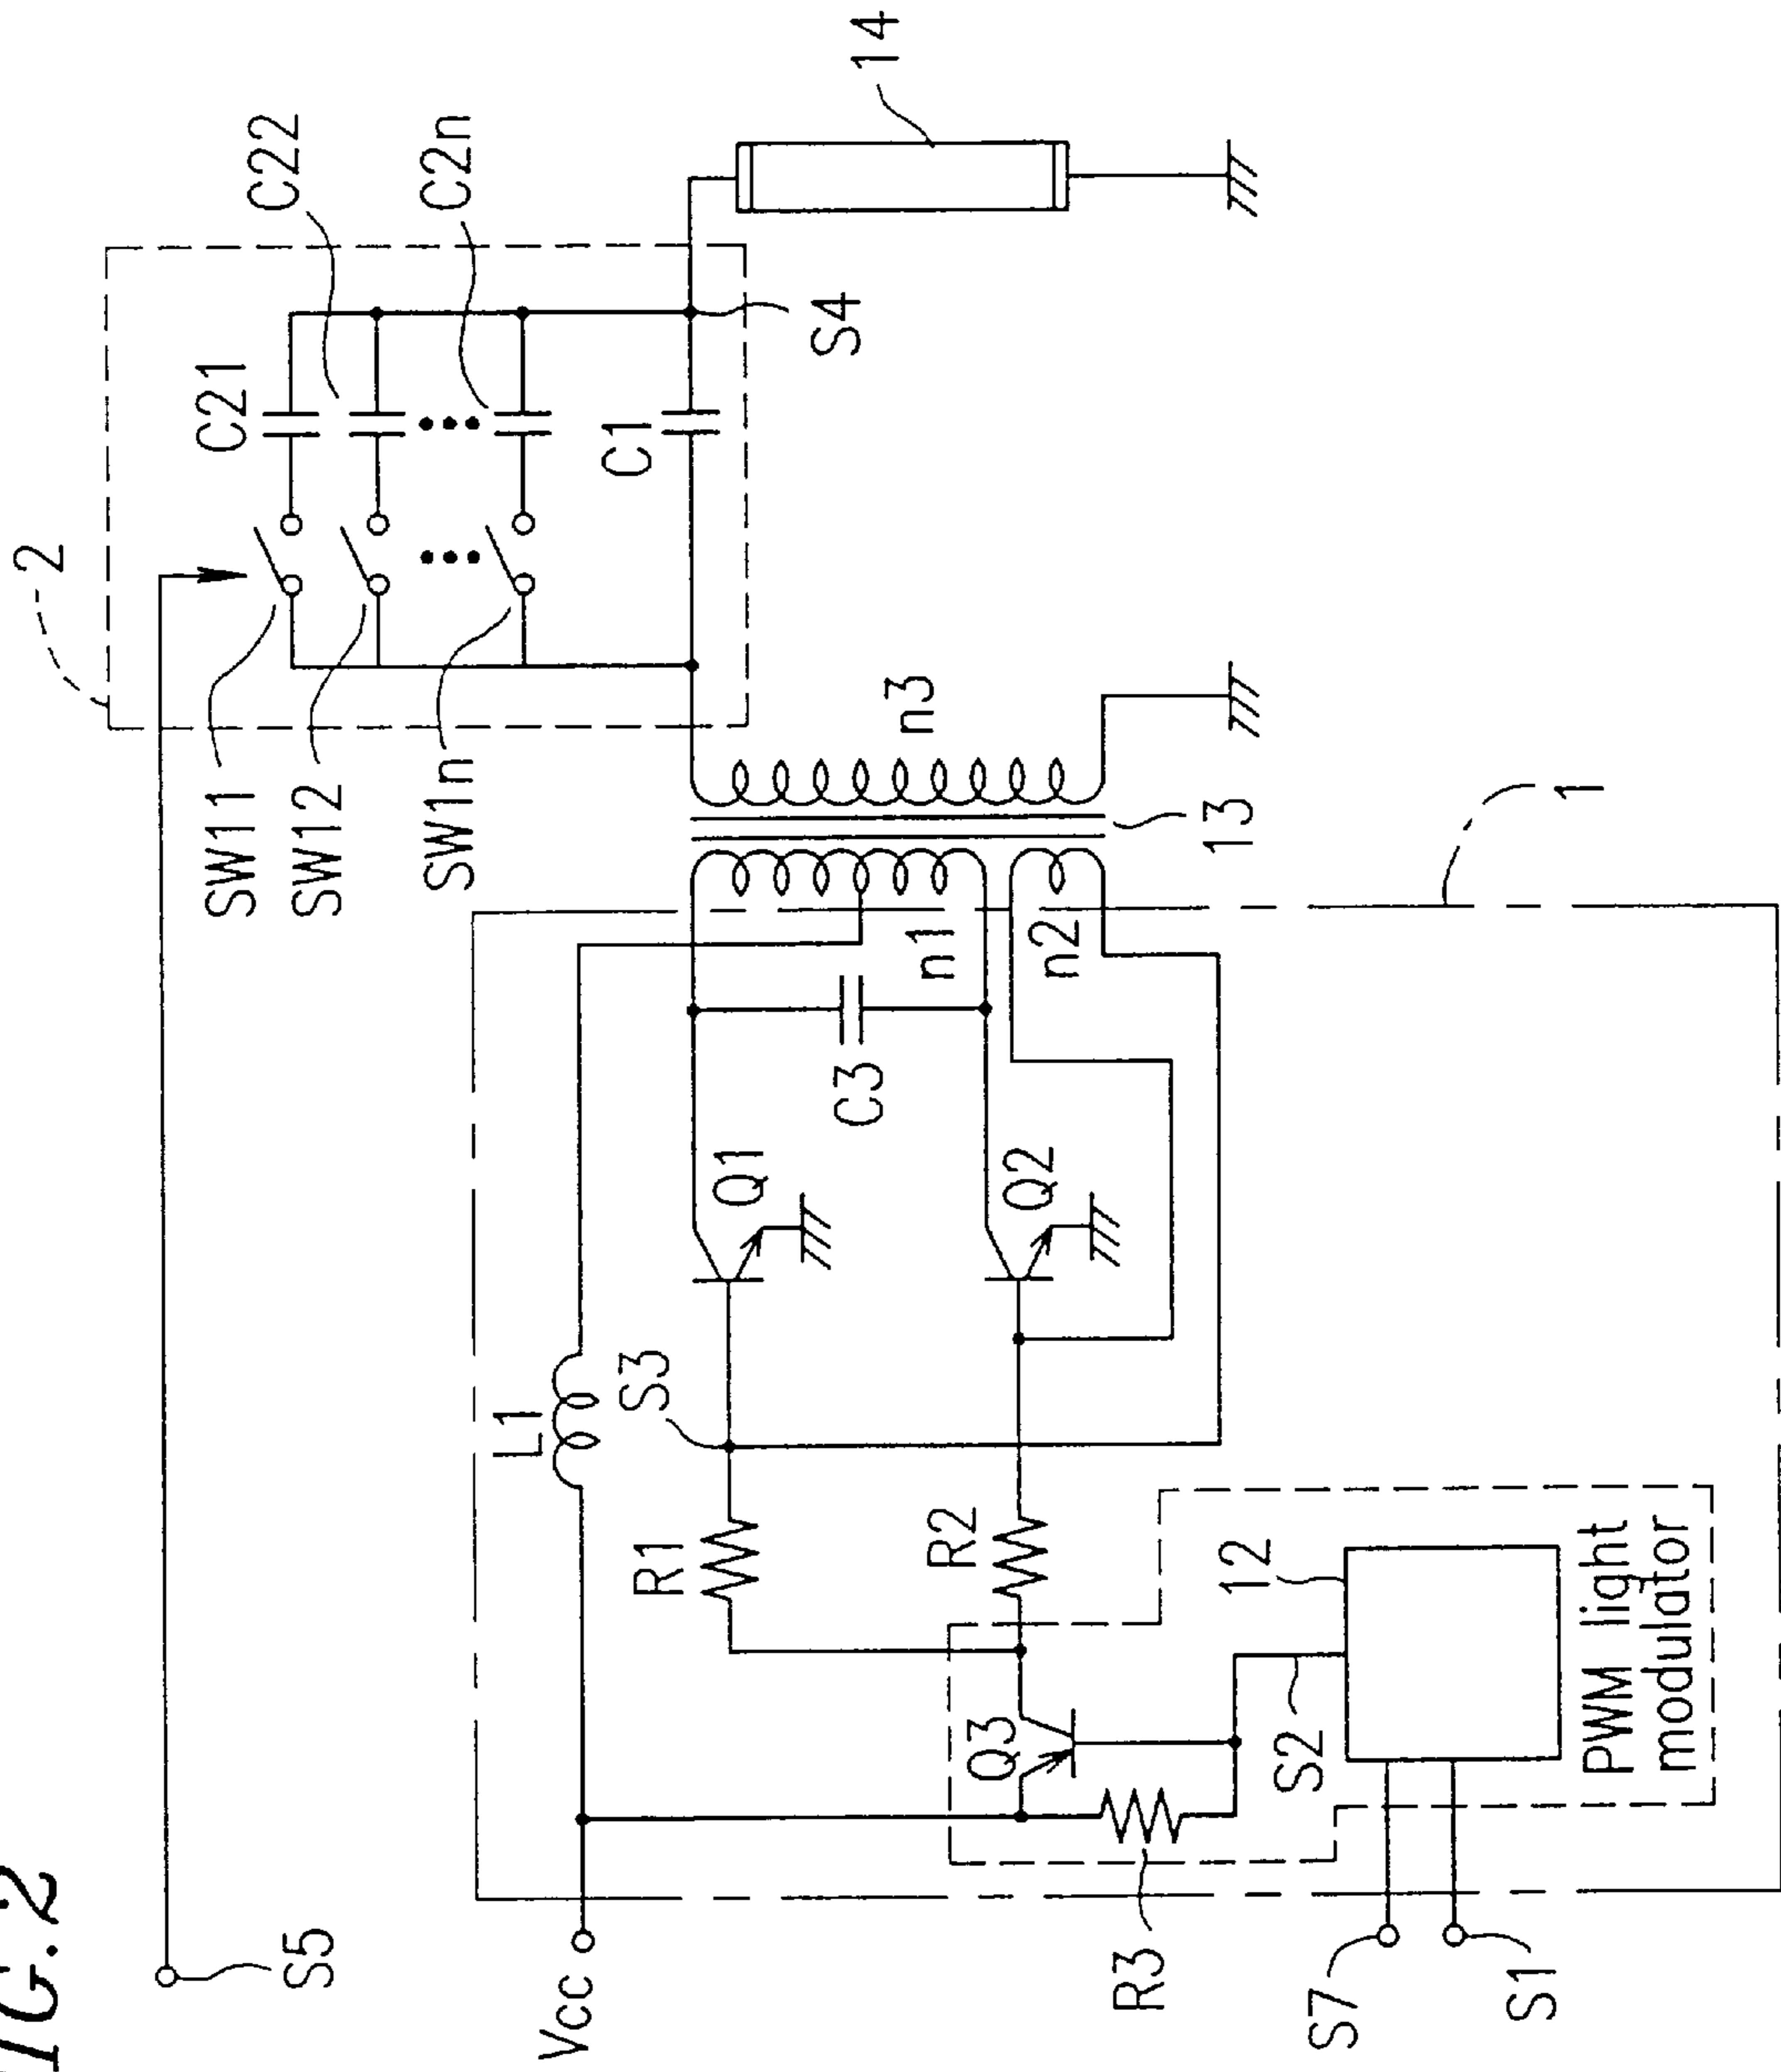 IG.2
S5
2
SW11
SW12
SW1n
C21
C22
C2n
C1
S4
14
Vcc
L1
S3
R1
R2
Q1
Q2
C3
n1
n2
n3
13
1
Q3
R3
S2
12
PWM light
modulator
S7
S1